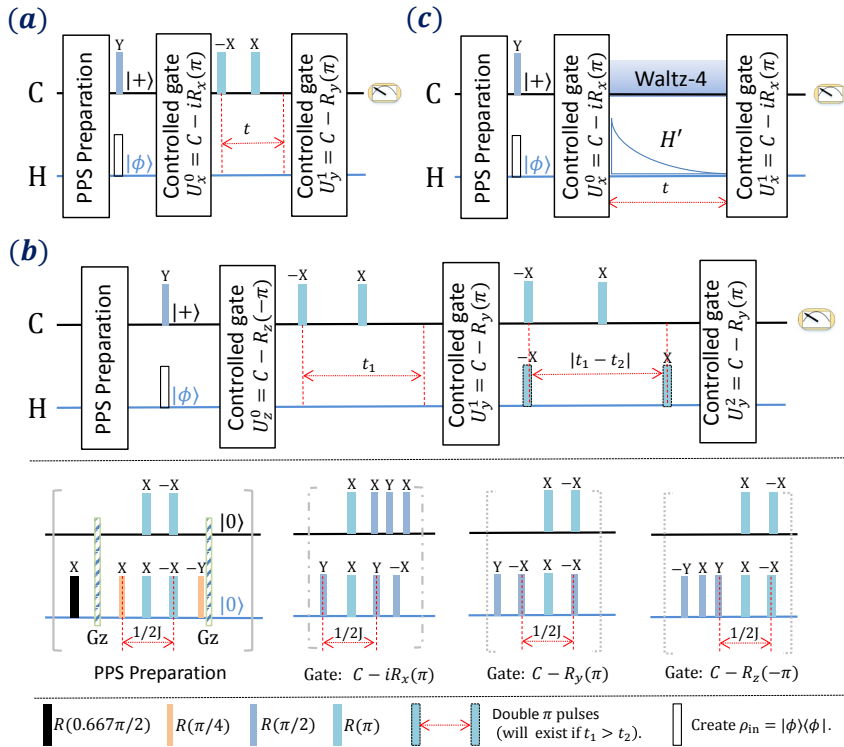 (a)
Y
−X X
C
|+⟩
PPS Preparation
Controlled gate
U_x^0 = C − iR_x(π)
t
Controlled gate
U_y^1 = C − R_y(π)
H
|ϕ⟩
(c)
Y
C
|+⟩
PPS Preparation
Controlled gate
U_x^0 = C − iR_x(π)
Waltz-4
H′
t
Controlled gate
U_x^1 = C − iR_x(π)
H
|ϕ⟩
(b)
Y
−X X
−X X
C
|+⟩
PPS Preparation
Controlled gate
U_z^0 = C − R_z(−π)
t_1
Controlled gate
U_y^1 = C − R_y(π)
−X X
|t_1 − t_2|
Controlled gate
U_y^2 = C − R_y(π)
H
|ϕ⟩
X −X
|0⟩
X X X −X −Y
|0⟩
Gz 1/2J Gz
PPS Preparation
X X Y X
Y X Y −X
1/2J
Gate: C − iR_x(π)
X −X
Y −X X −X
1/2J
Gate: C − R_y(π)
X −X
−Y X Y X −X
1/2J
Gate: C − R_z(−π)
R(0.667π/2)
R(π/4)
R(π/2)
R(π)
Double π pulses
(will exist if t_1 > t_2).
Create ρ_in = |ϕ⟩⟨ϕ|.